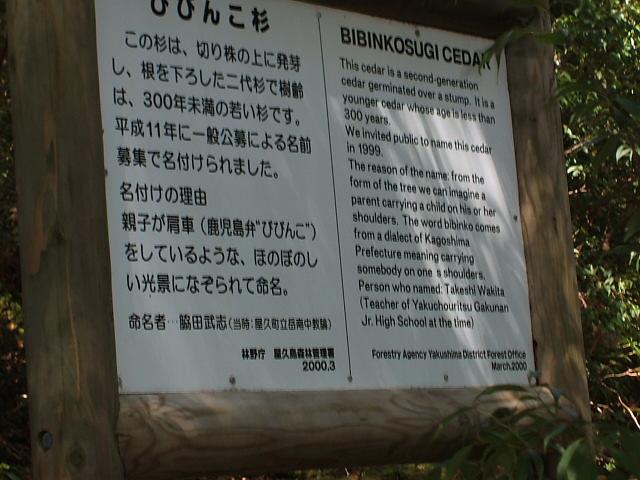 びびんこ杉
この杉は、切り株の上に発芽
し、根を下ろした二代杉で樹齢
は、300年未満の若い杉です。
平成11年に一般公募による名前
募集で名付けられました。
名付けの理由
親子が肩車（鹿児島弁"びびんこ"）
をしているような、ほのぼのし
い光景になぞられて命名。
命名者…脇田武志（当時：屋久町立岳南中教諭）
林野庁　屋久島森林管理署
2000.3
BIBINKOSUGI CEDAR
This cedar is a second-generation
cedar germinated over a stump. It is a
younger cedar whose age is less than
300 years.
We invited public to name this cedar
in 1999.
The reason of the name: from the
form of the tree we can imagine a
parent carrying a child on his or her
shoulders. The word bibinko comes
from a dialect of Kagoshima
Prefecture meaning carrying
somebody on one s shoulders.
Person who named: Takeshi Wakita
(Teacher of Yakuchouritsu Gakunan
Jr. High School at the time)
Forestry Agency Yakushima District Forest Office
March,2000